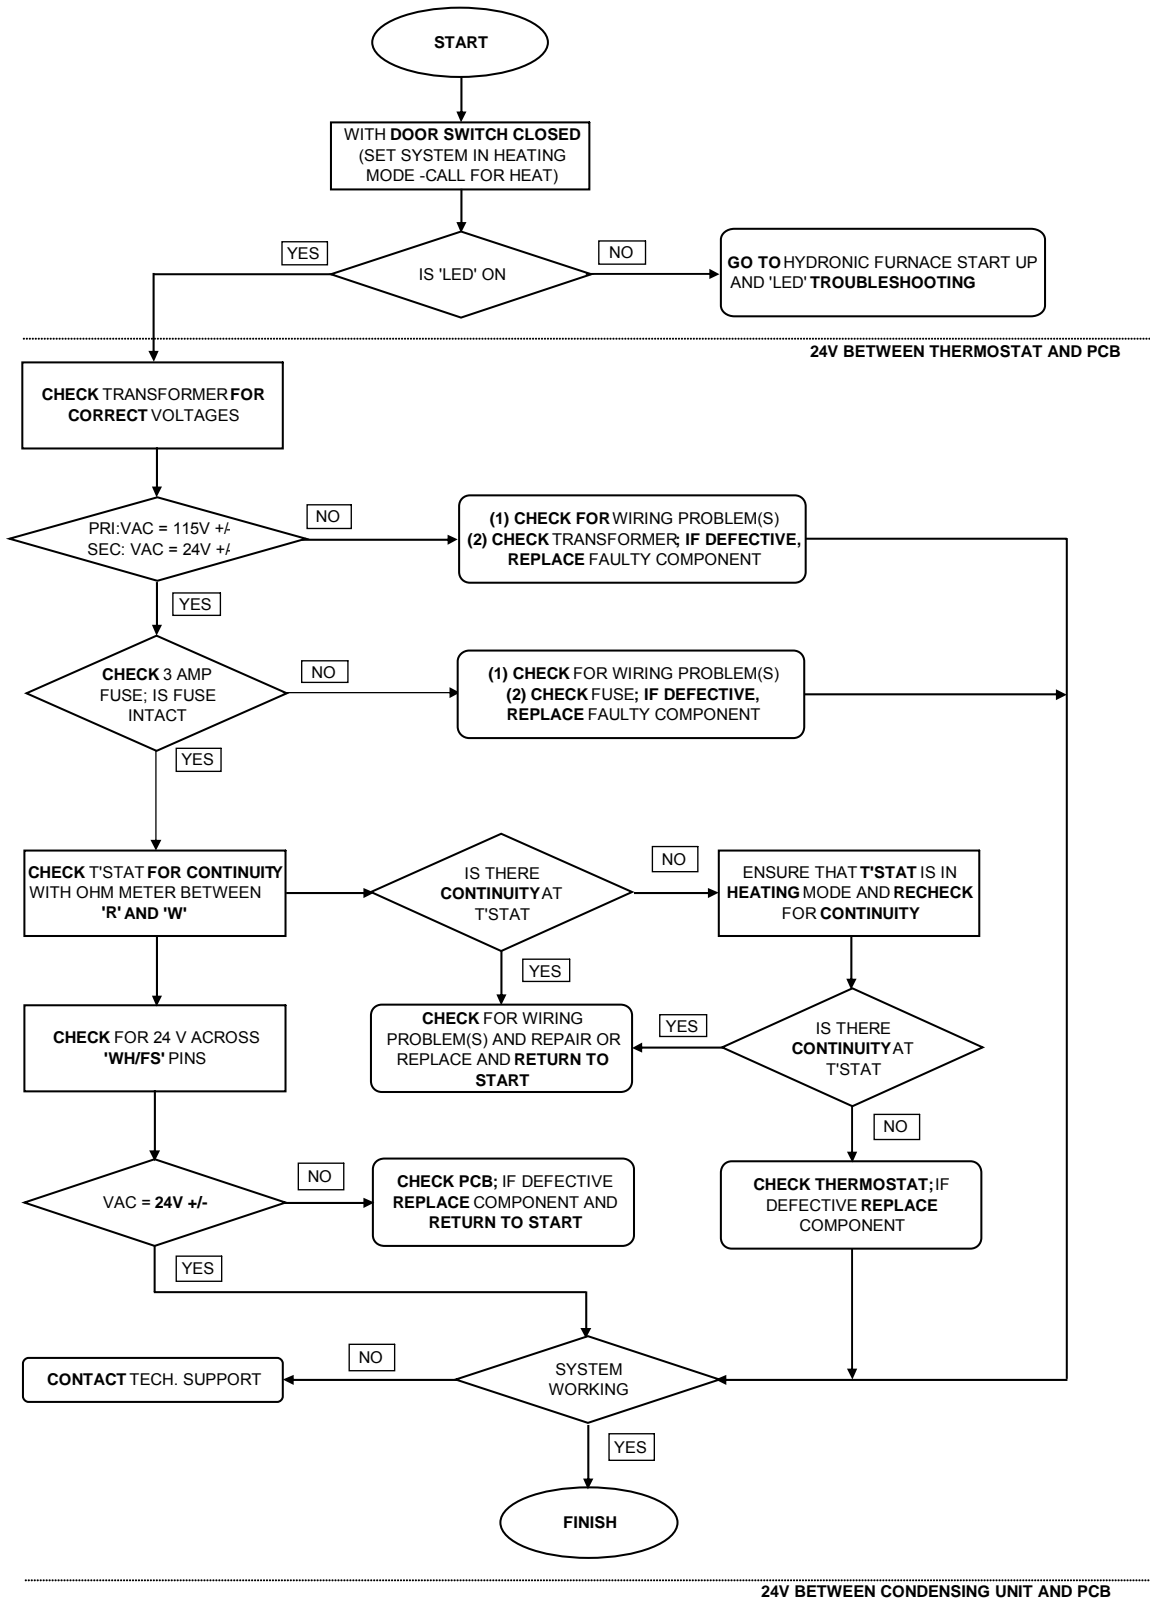 START
WITH DOOR SWITCH CLOSED
(SET SYSTEM IN HEATING
MODE -CALL FOR HEAT)
YES
IS 'LED' ON
NO
GO TO HYDRONIC FURNACE START UP
AND 'LED' TROUBLESHOOTING
24V BETWEEN THERMOSTAT AND PCB
CHECK TRANSFORMER FOR
CORRECT VOLTAGES
PRI:VAC = 115V +/-
SEC: VAC = 24V +/-
NO
(1) CHECK FOR WIRING PROBLEM(S)
(2) CHECK TRANSFORMER; IF DEFECTIVE,
REPLACE FAULTY COMPONENT
YES
CHECK 3 AMP
FUSE; IS FUSE
INTACT
NO
(1) CHECK FOR WIRING PROBLEM(S)
(2) CHECK FUSE; IF DEFECTIVE,
REPLACE FAULTY COMPONENT
YES
CHECK T'STAT FOR CONTINUITY
WITH OHM METER BETWEEN
'R' AND 'W'
IS THERE
CONTINUITY AT
T'STAT
NO
ENSURE THAT T'STAT IS IN
HEATING MODE AND RECHECK
FOR CONTINUITY
YES
CHECK FOR 24 V ACROSS
'WH/FS' PINS
CHECK FOR WIRING
PROBLEM(S) AND REPAIR OR
REPLACE AND RETURN TO
START
YES
IS THERE
CONTINUITY AT
T'STAT
NO
VAC = 24V +/-
NO
CHECK PCB; IF DEFECTIVE
REPLACE COMPONENT AND
RETURN TO START
CHECK THERMOSTAT; IF
DEFECTIVE REPLACE
COMPONENT
YES
CONTACT TECH. SUPPORT
NO
SYSTEM
WORKING
YES
FINISH
24V BETWEEN CONDENSING UNIT AND PCB